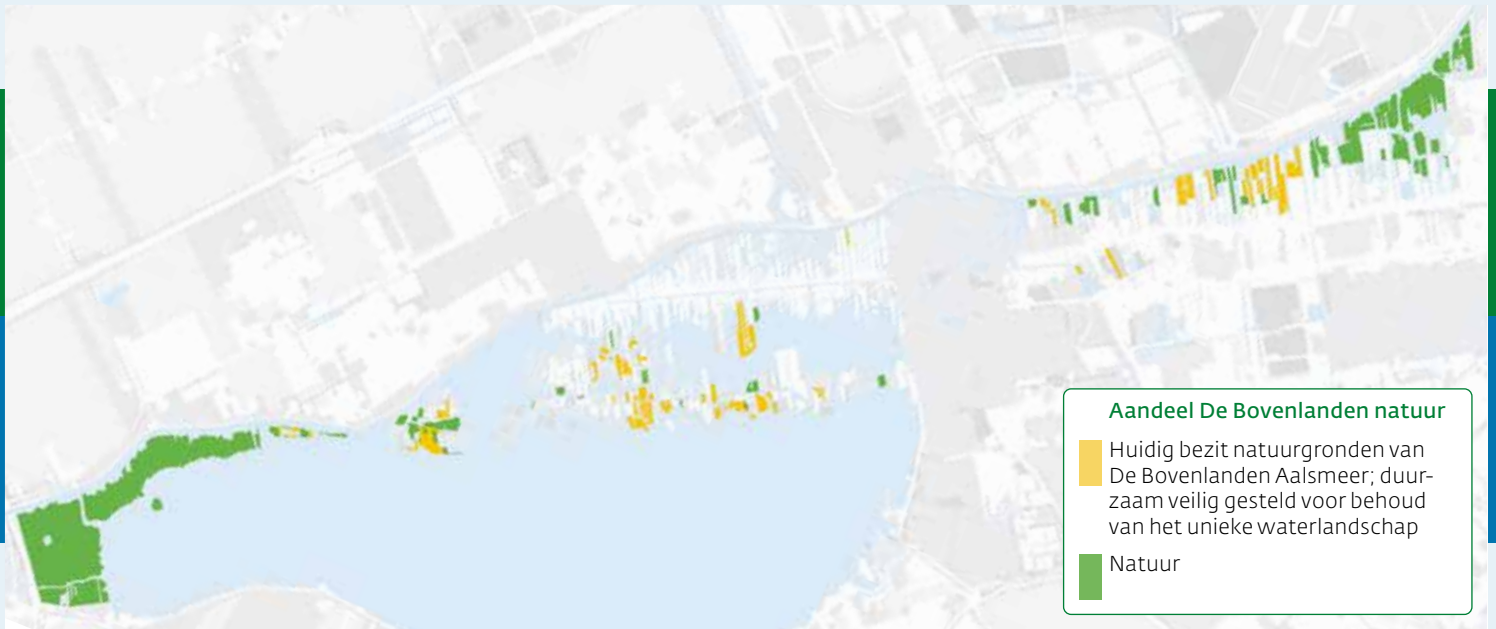 Aandeel De Bovenlanden natuur
Huidig bezit natuurgronden van
De Bovenlanden Aalsmeer; duur-
zaam veilig gesteld voor behoud
van het unieke waterlandschap
Natuur